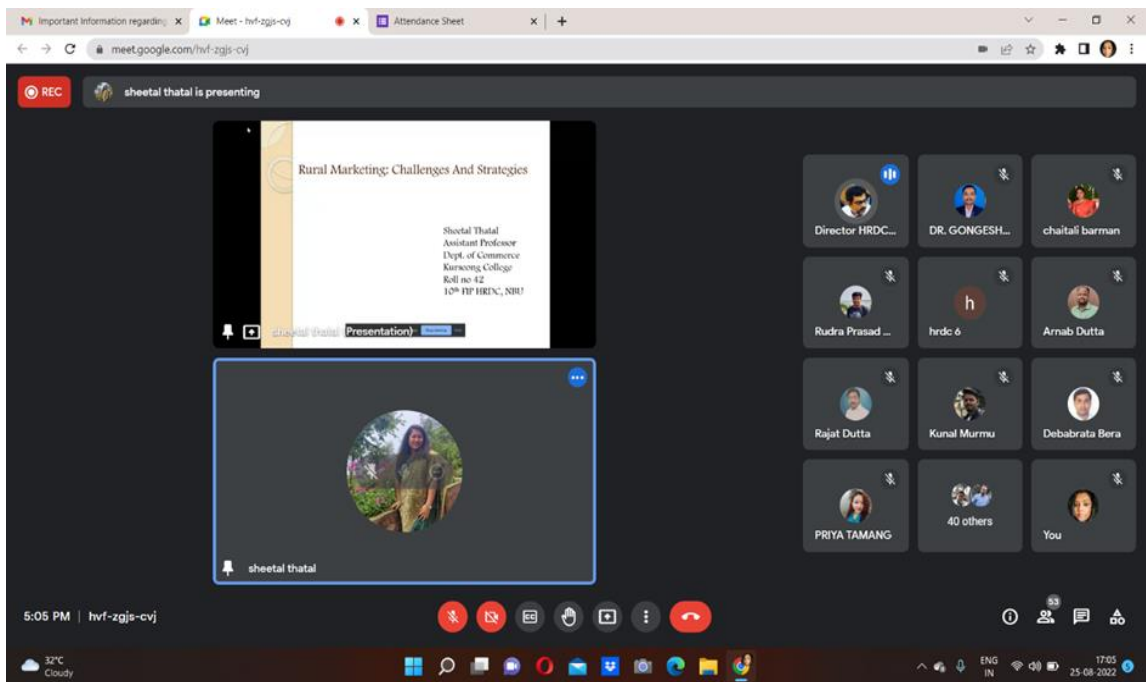 Important Information regarding
Meet - hvf-zgjs-cvj
Attendance Sheet
meet.google.com/hvf-zgjs-cvj
REC
sheetal thatal is presenting
Rural Marketing: Challenges And Strategies
Sheetal Thatal
Assistant Professor
Dept. of Commerce
Kurseong College
Roll no 42
10th FIP HRDC, NBU
sheetal thatal (Presentation)
sheetal thatal
Director HRDC...
DR. GONGESH...
chaitali barman
Rudra Prasad ...
h
hrdc 6
Arnab Dutta
Rajat Dutta
Kunal Murmu
Debabrata Bera
PRIYA TAMANG
40 others
You
5:05 PM | hvf-zgjs-cvj
CC
53
32°C
Cloudy
ENG
IN
17:05
25-08-2022
5